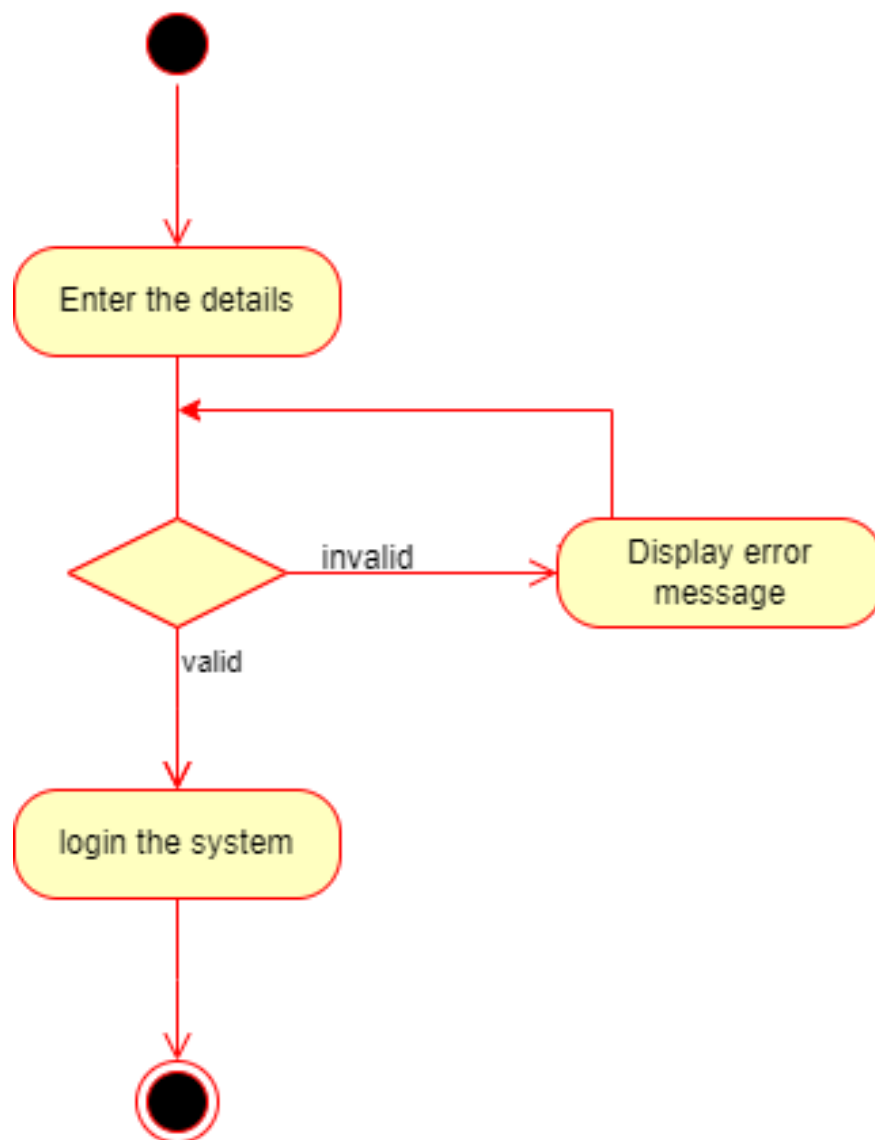 Enter the details
invalid
Display error
message
valid
login the system